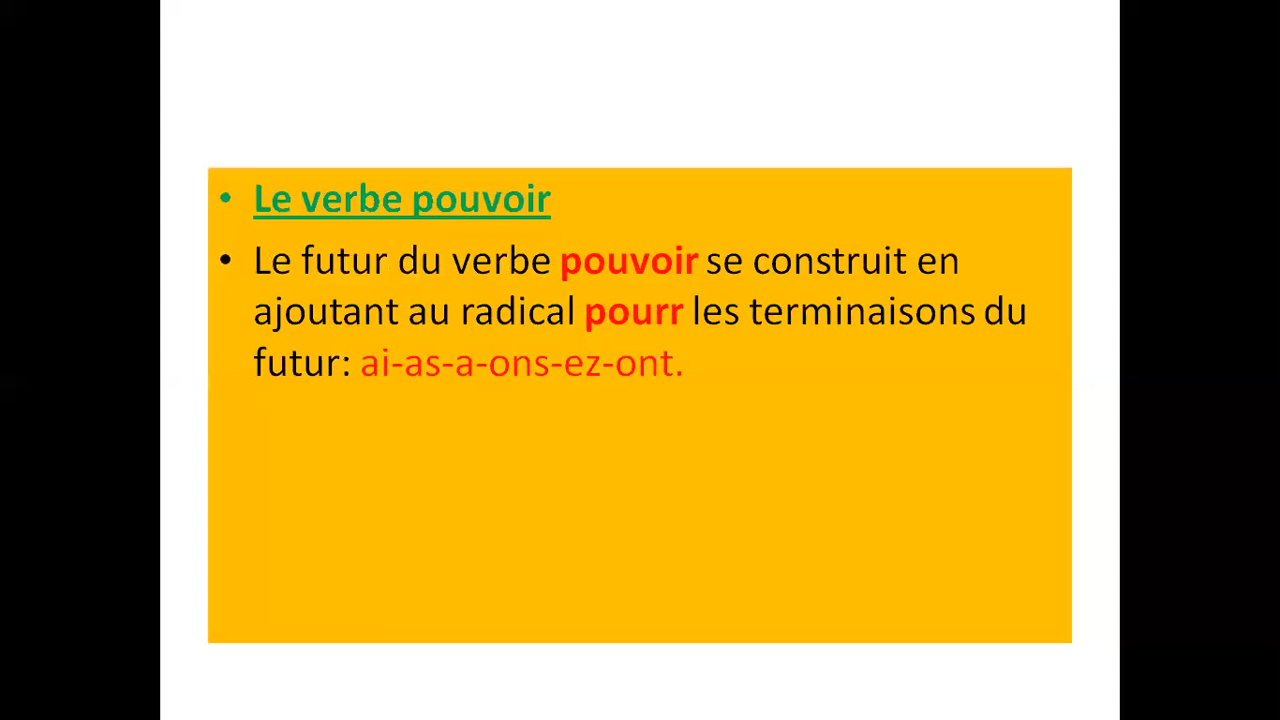 • Le verbe pouvoir
• Le futur du verbe pouvoir se construit en
ajoutant au radical pourr les terminaisons du
futur: ai-as-a-ons-ez-ont.